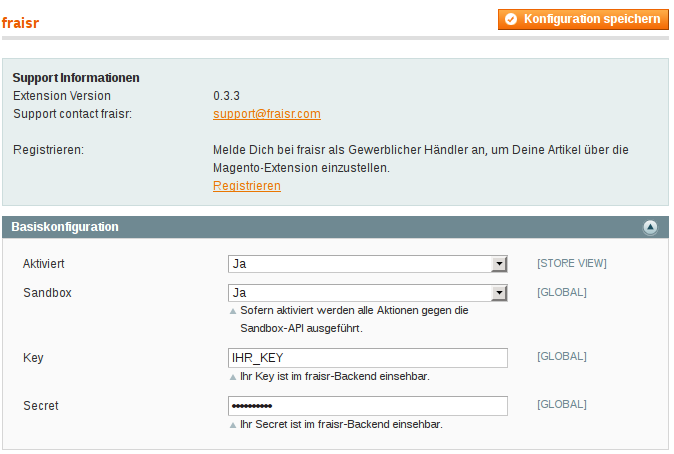 fraisr
Konfiguration speichern
Support Informationen
Extension Version 0.3.3
Support contact fraisr: support@fraisr.com
Registrieren: Melde Dich bei fraisr als Gewerblicher Händler an, um Deine Artikel über die
Magento-Extension einzustellen.
Registrieren
Basiskonfiguration
Aktiviert Ja [STORE VIEW]
Sandbox Ja [GLOBAL]
Sofern aktiviert werden alle Aktionen gegen die
Sandbox-API ausgeführt.
Key IHR_KEY [GLOBAL]
Ihr Key ist im fraisr-Backend einsehbar.
Secret •••••••••• [GLOBAL]
Ihr Secret ist im fraisr-Backend einsehbar.